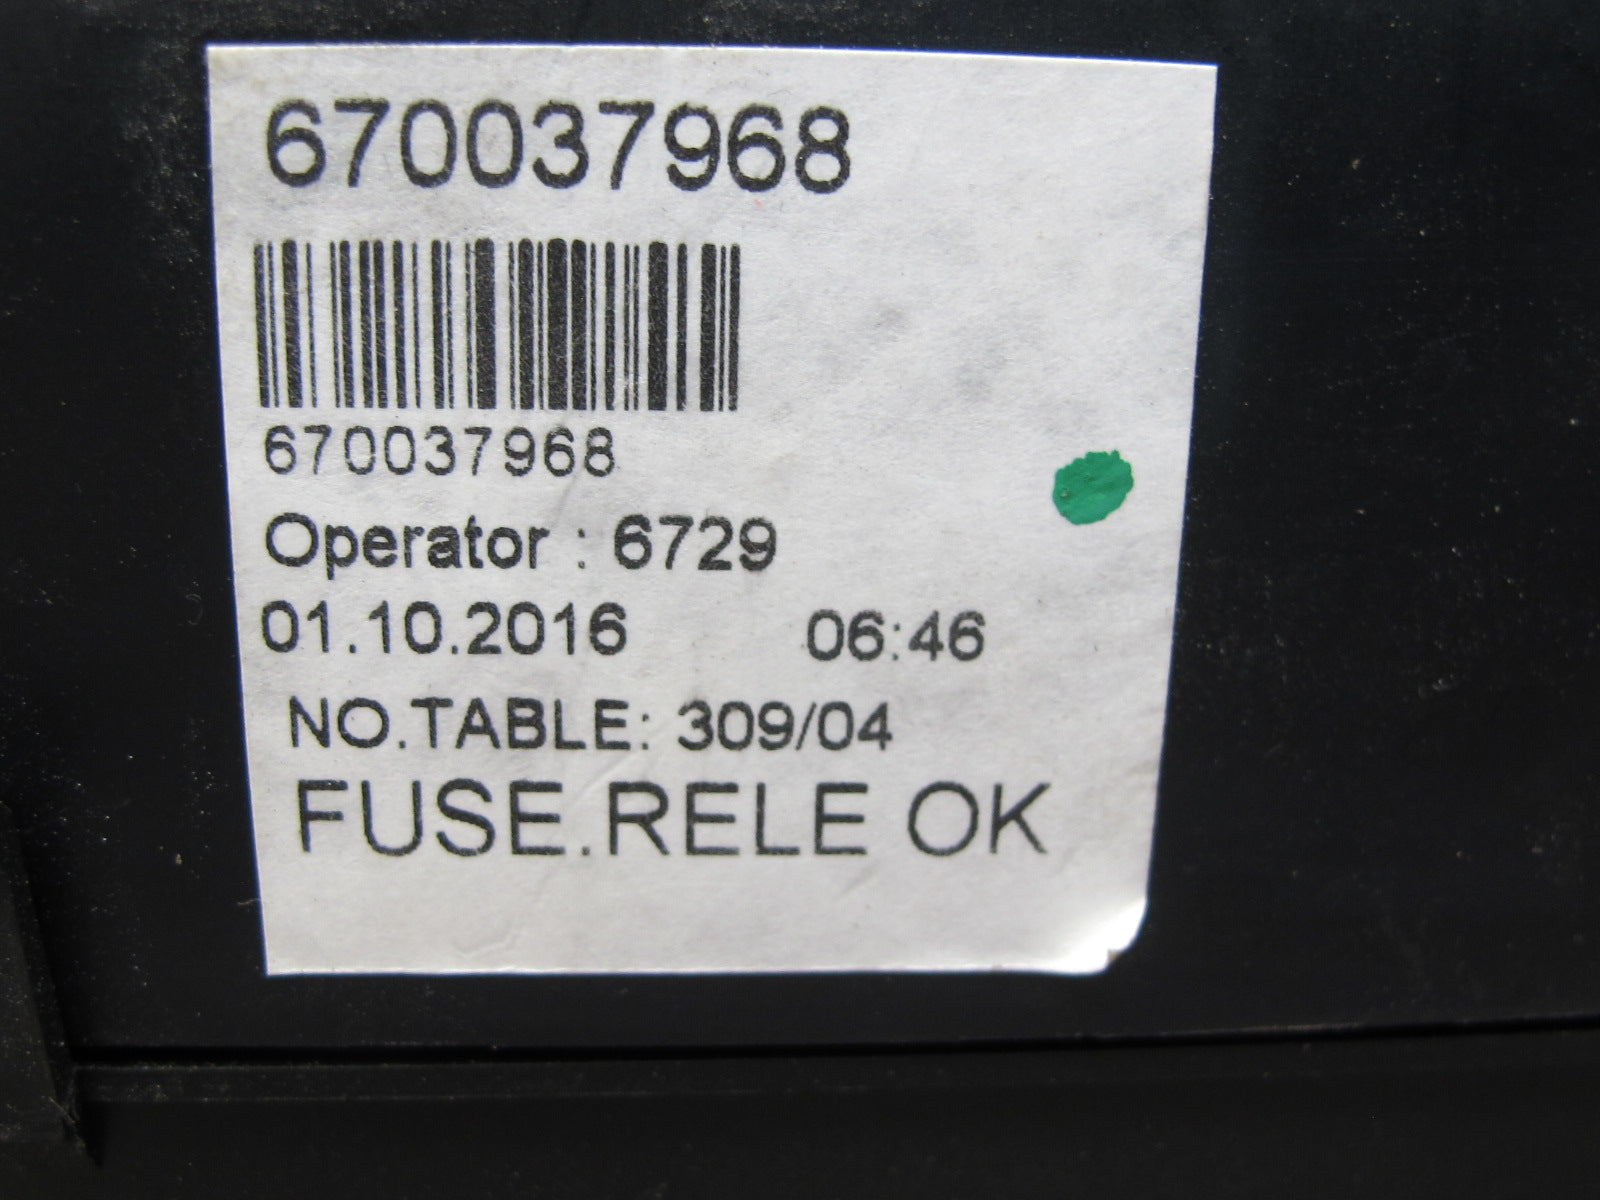 670037968
670037968
Operator : 6729
01.10.2016 06:46
NO.TABLE: 309/04
FUSE.RELE OK